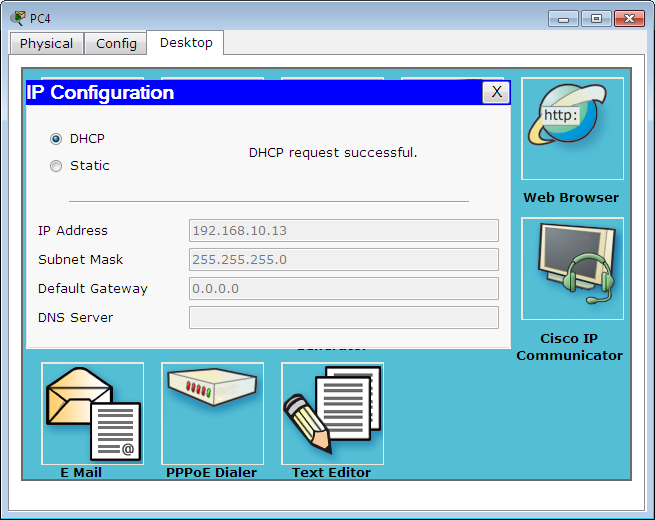 PC4
Physical Config Desktop
IP Configuration X
http:
DHCP
Static
DHCP request successful.
Web Browser
IP Address 192.168.10.13
Subnet Mask 255.255.255.0
Default Gateway 0.0.0.0
DNS Server
Cisco IP
Communicator
@
E Mail PPPoE Dialer Text Editor